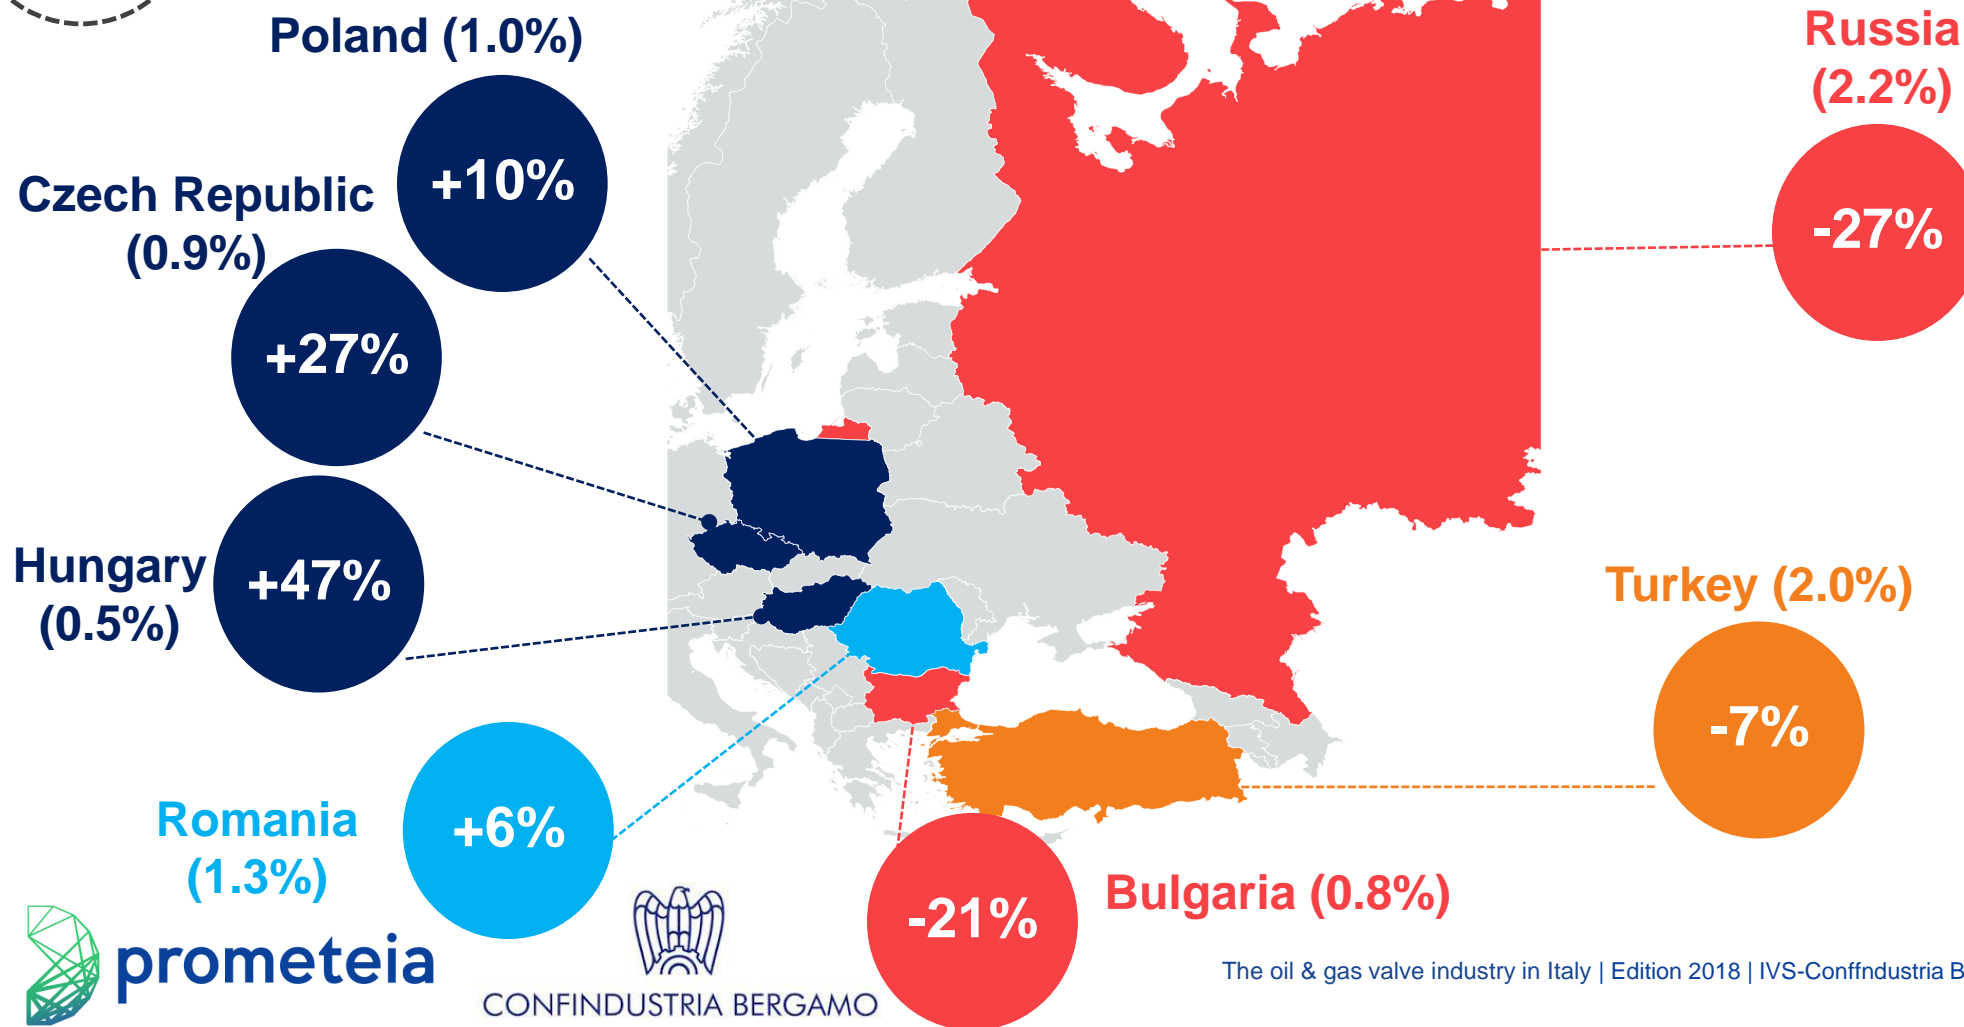 Poland (1.0%)
+10%
Russia
(2.2%)
-27%
Czech Republic
(0.9%)
+27%
Hungary
(0.5%)
+47%
Turkey (2.0%)
-7%
Romania
(1.3%)
+6%
Bulgaria (0.8%)
-21%
prometeia
CONFINDUSTRIA BERGAMO
The oil & gas valve industry in Italy | Edition 2018 | IVS-Conffndustria B